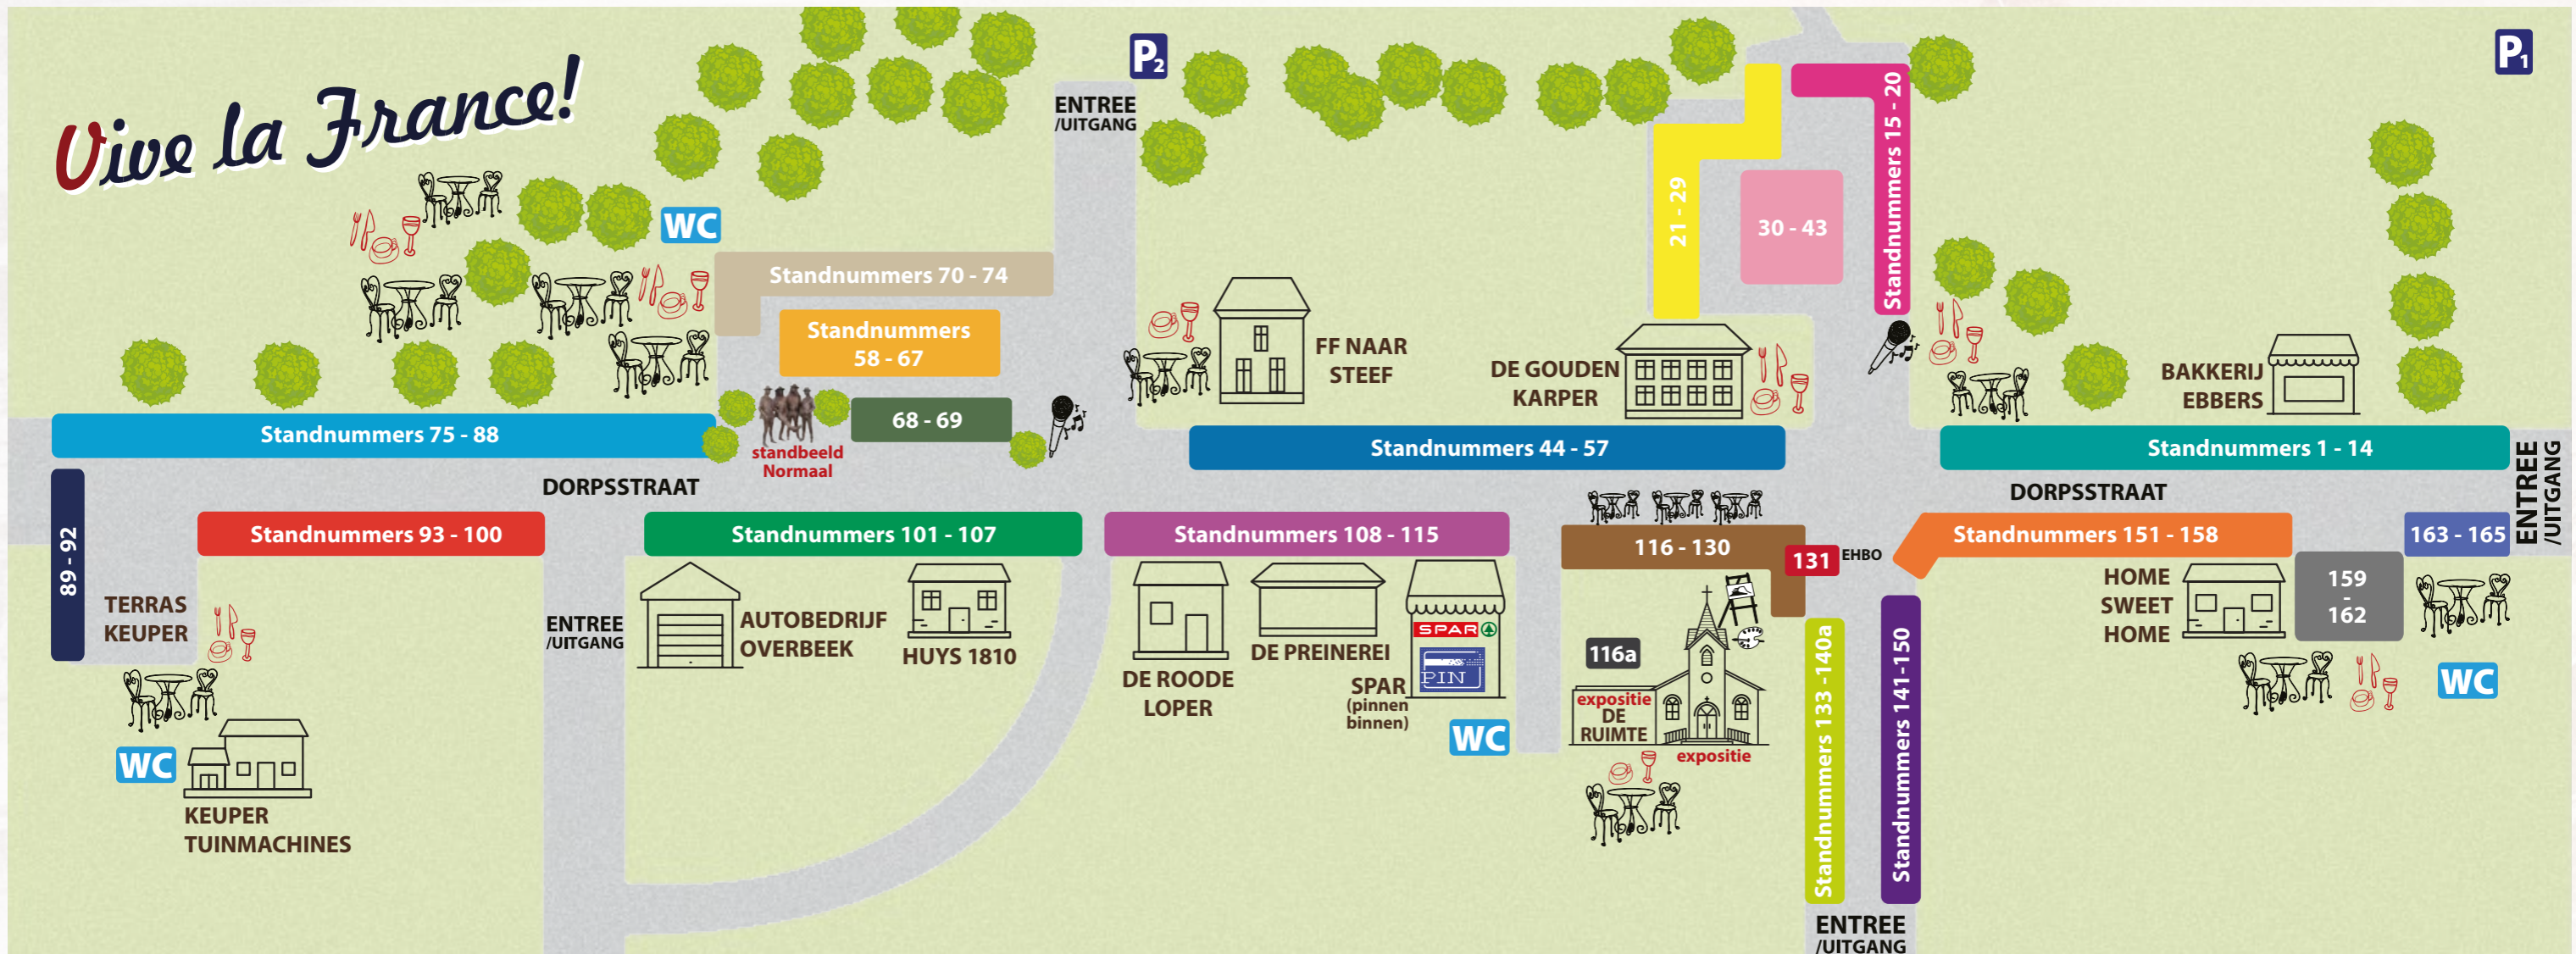 Vive la France!
P2
P1
ENTREE
/UITGANG
WC
Standnummers 70 - 74
Standnummers
58 - 67
68 - 69
standbeeld
Normaal
Standnummers 75 - 88
DORPSSTRAAT
89 - 92
Standnummers 93 - 100
TERRAS
KEUPER
WC
KEUPER
TUINMACHINES
ENTREE
/UITGANG
Standnummers 101 - 107
AUTOBEDRIJF
OVERBEEK
HUYS 1810
FF NAAR
STEEF
DE GOUDEN
KARPER
21 - 29
30 - 43
Standnummers 15 - 20
Standnummers 44 - 57
BAKKERIJ
EBBERS
Standnummers 1 - 14
ENTREE
/UITGANG
DORPSSTRAAT
Standnummers 108 - 115
DE ROODE
LOPER
DE PREINEREI
SPAR
PIN
SPAR
(pinnen
binnen)
WC
116 - 130
131
EHBO
116a
expositie
DE
RUIMTE
expositie
Standnummers 133 -140a
Standnummers 141-150
ENTREE
/UITGANG
Standnummers 151 - 158
163 - 165
HOME
SWEET
HOME
159
-
162
WC